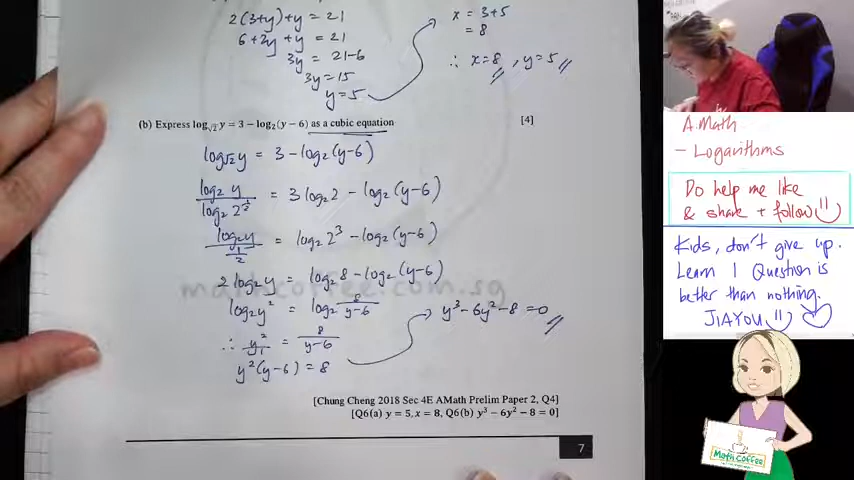 2(3+y)+y = 21
6+2y+y = 21
3y = 21-6
3y = 15
y = 5
x = 3+5
= 8
∴ x=8 , y=5 //
(b) Express log√2 y = 3 − log2(y − 6) as a cubic equation [4]
log√2 y = 3 - log2 (y-6)
log2 y / log2 2^½ = 3 log2 2 - log2 (y-6)
log2 y / ½ = log2 2³ - log2 (y-6)
2 log2 y = log2 8 - log2 (y-6)
log2 y² = log2 8/(y-6)
∴ y²/1 = 8/(y-6)
y²(y-6) = 8
y³ - 6y² - 8 = 0 //
mathcoffee.com.sg
[Chung Cheng 2018 Sec 4E AMath Prelim Paper 2, Q4]
[Q6(a) y = 5, x = 8, Q6(b) y³ − 6y² − 8 = 0]
7
A.Math
- Logarithms
Do help me like
& share + follow
Kids, don't give up.
Learn 1 Question is
better than nothing.
JIAYOU
Math Coffee